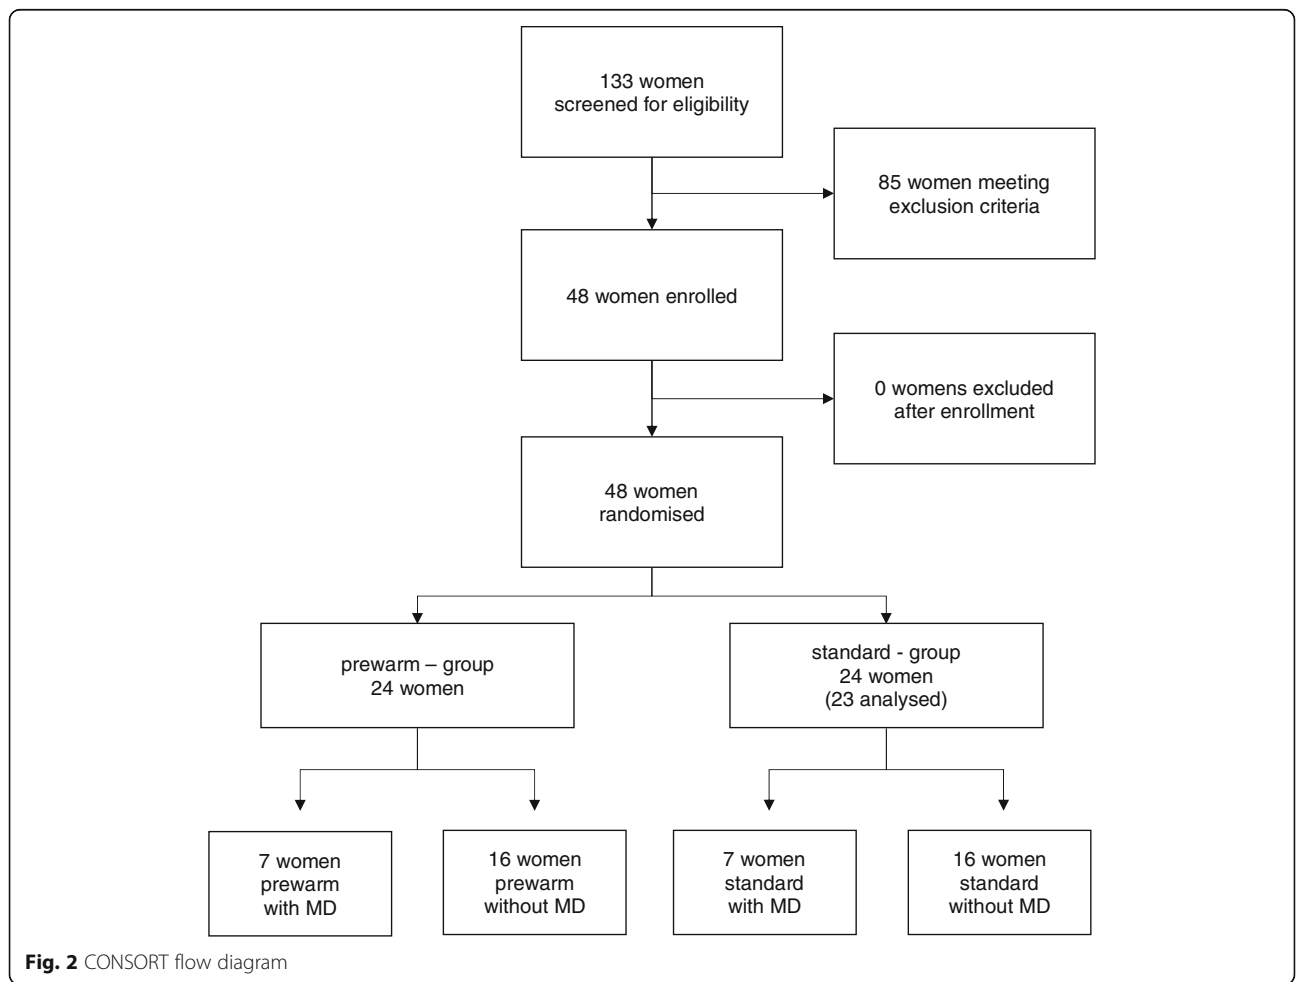 133 women
screened for eligibility
85 women meeting
exclusion criteria
48 women enrolled
0 womens excluded
after enrollment
48 women
randomised
prewarm – group
24 women
standard - group
24 women
(23 analysed)
7 women
prewarm
with MD
16 women
prewarm
without MD
7 women
standard
with MD
16 women
standard
without MD
Fig. 2 CONSORT flow diagram